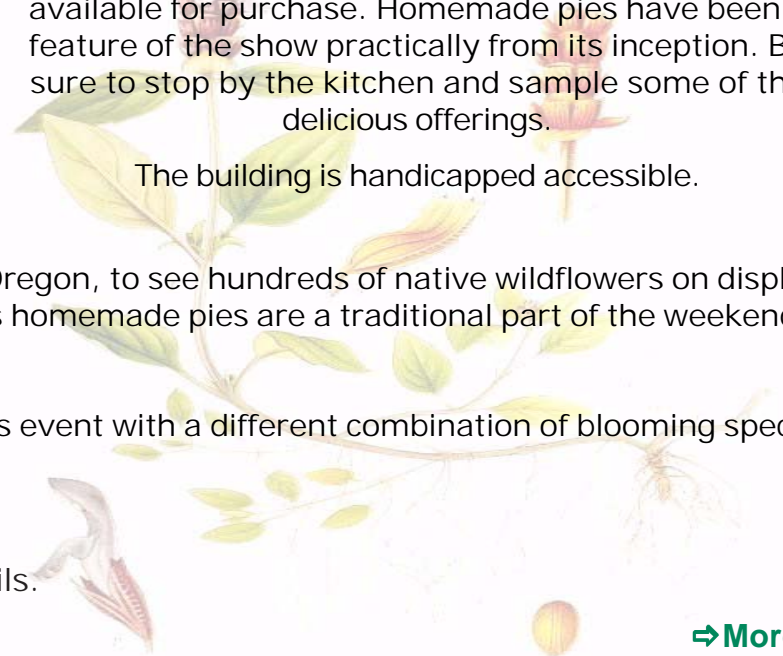 available for purchase. Homemade pies have been
feature of the show practically from its inception. B
sure to stop by the kitchen and sample some of th
delicious offerings.
The building is handicapped accessible.
Oregon, to see hundreds of native wildflowers on displ
s homemade pies are a traditional part of the weekend
s event with a different combination of blooming spec
ils.
⇨Mor